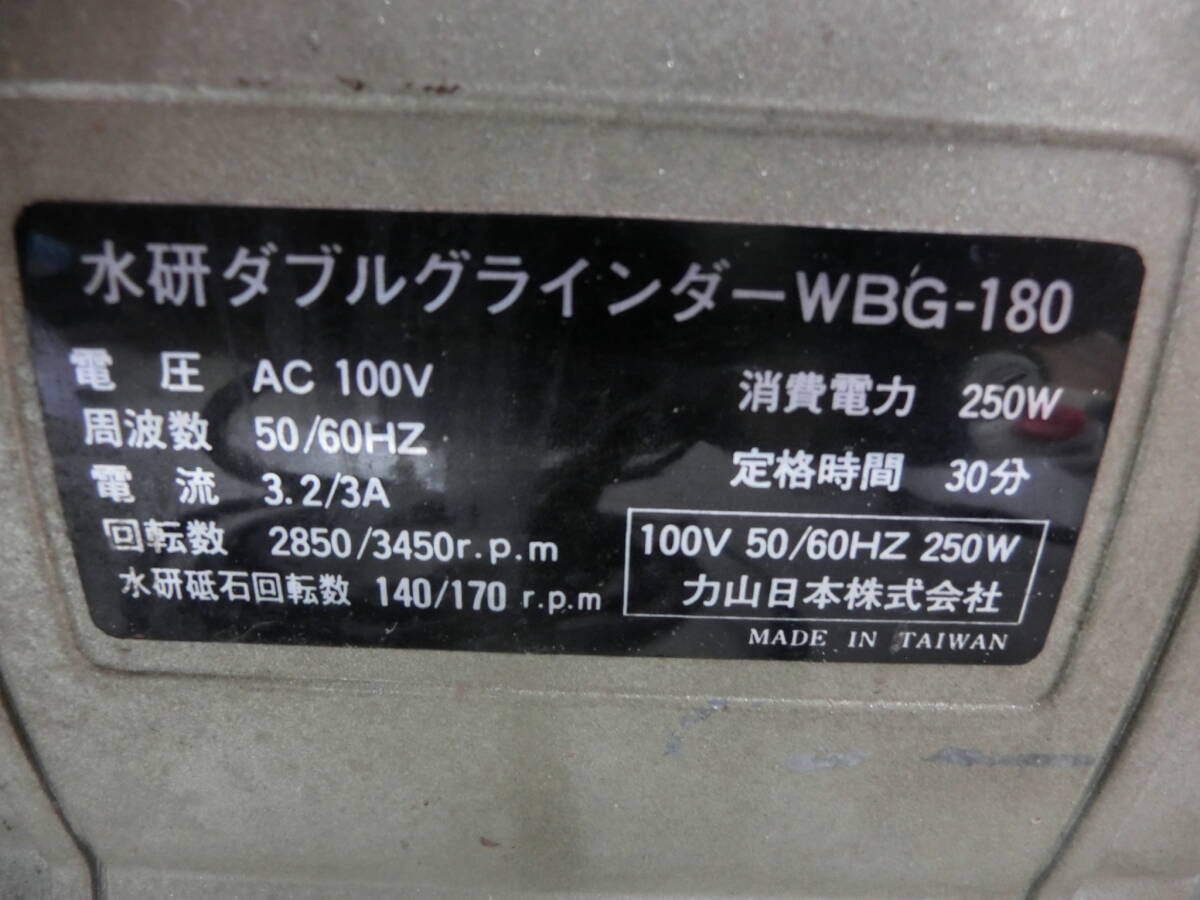 水研ダブルグラインダーWBG-180
電 圧 AC 100V
周波数 50/60HZ
電 流 3.2/3A
回転数 2850/3450r.p.m
水研砥石回転数 140/170 r.p.m
消費電力 250W
定格時間 30分
100V 50/60HZ 250W
力山日本株式会社
MADE IN TAIWAN